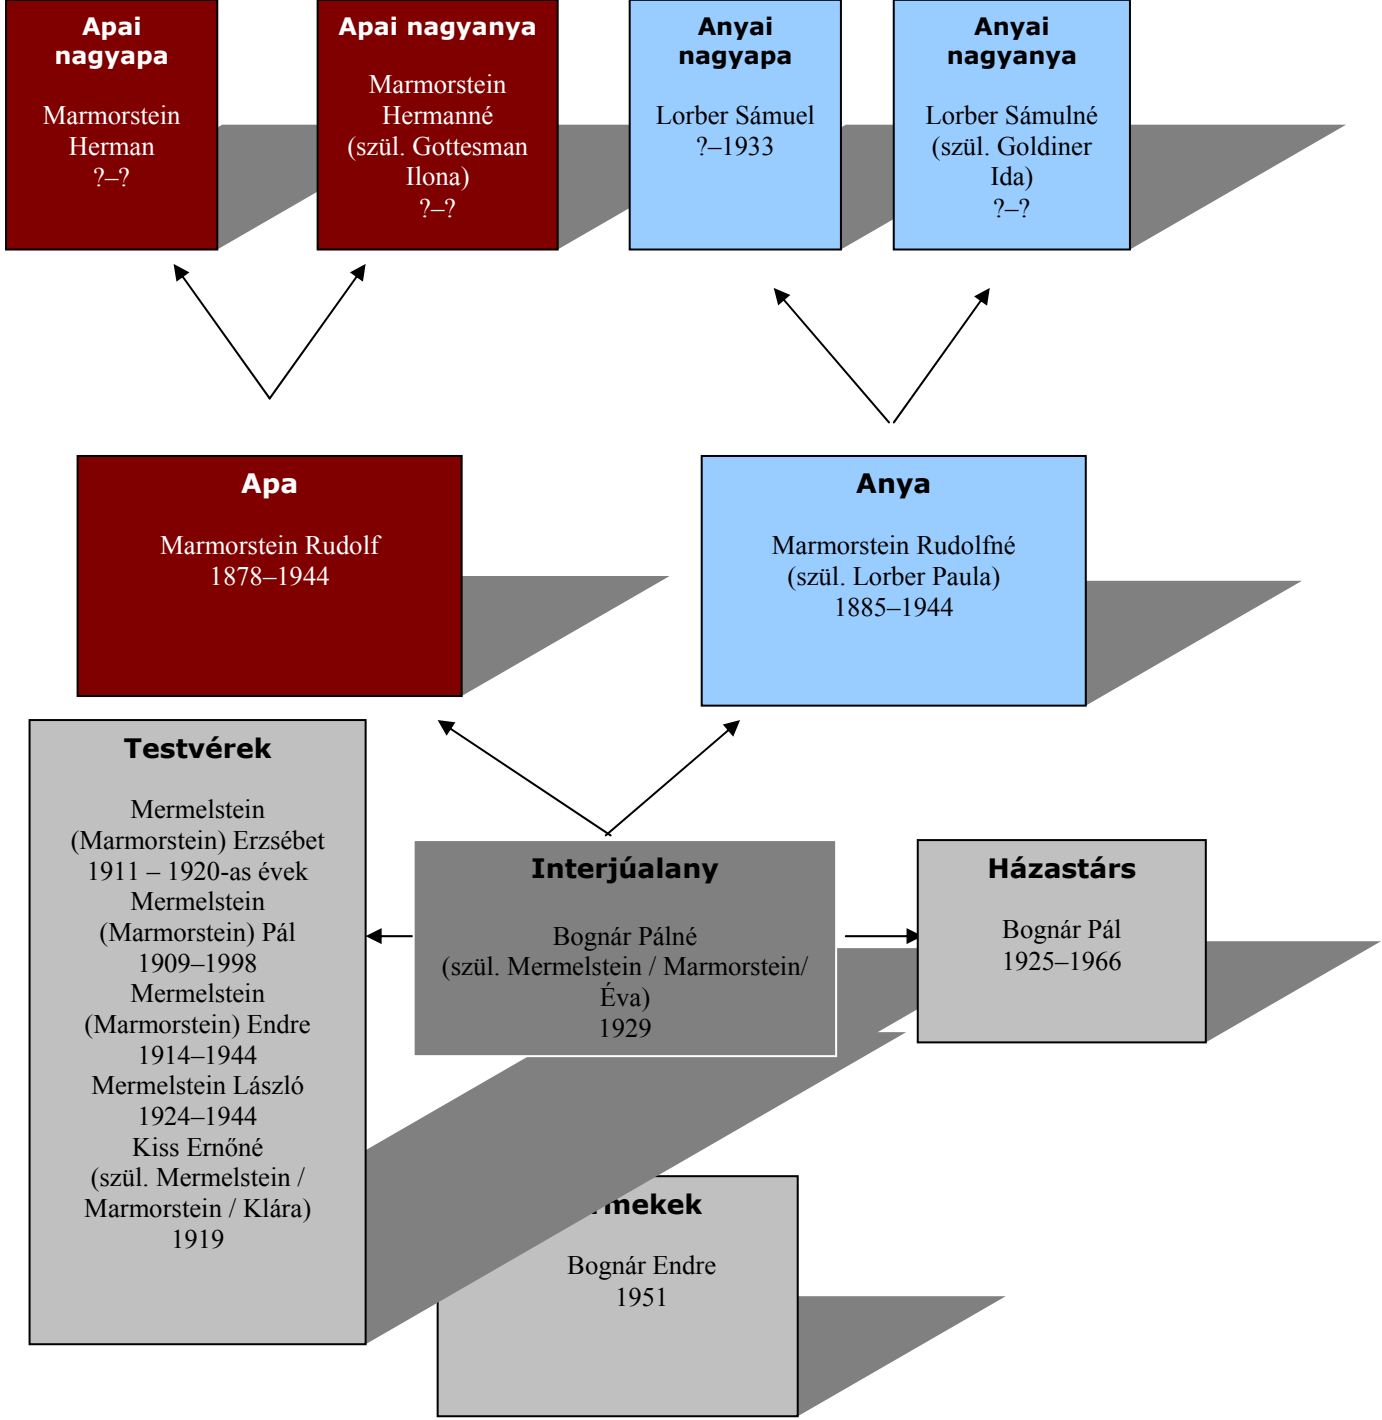 Apai
nagyapa
Marmorstein
Herman
?–?
Apai nagyanya
Marmorstein
Hermanné
(szül. Gottesman
Ilona)
?–?
Anyai
nagyapa
Lorber Sámuel
?–1933
Anyai
nagyanya
Lorber Sámulné
(szül. Goldiner
Ida)
?–?
Apa
Marmorstein Rudolf
1878–1944
Anya
Marmorstein Rudolfné
(szül. Lorber Paula)
1885–1944
Testvérek
Mermelstein
(Marmorstein) Erzsébet
1911 – 1920-as évek
Mermelstein
(Marmorstein) Pál
1909–1998
Mermelstein
(Marmorstein) Endre
1914–1944
Mermelstein László
1924–1944
Kiss Ernőné
(szül. Mermelstein /
Marmorstein / Klára)
1919
Interjúalany
Bognár Pálné
(szül. Mermelstein / Marmorstein/
Éva)
1929
Házastárs
Bognár Pál
1925–1966
Bognár Endre
1951